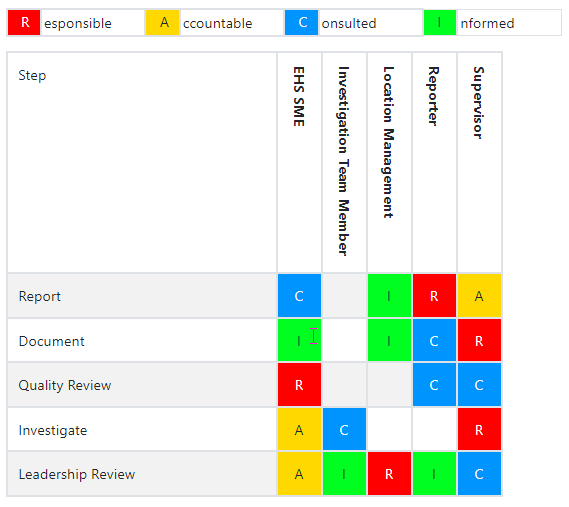 R esponsible A ccountable C onsulted I nformed
Step EHS SME Investigation Team Member Location Management Reporter Supervisor
Report C I R A
Document I I C R
Quality Review R C C
Investigate A C R
Leadership Review A I R I C